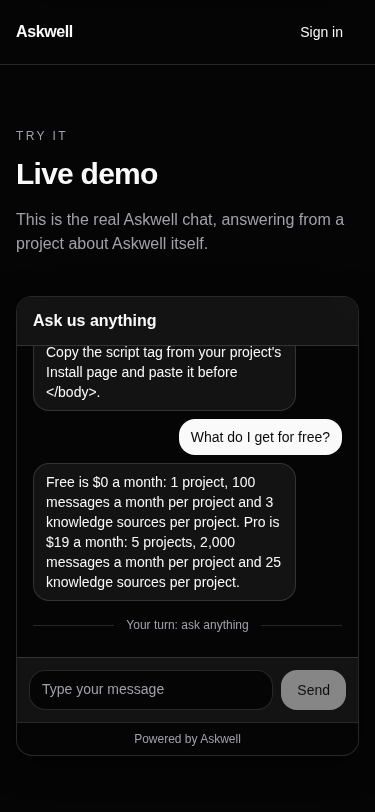 Askwell
Sign in
TRY IT
Live demo
This is the real Askwell chat, answering from a
project about Askwell itself.
Ask us anything
Copy the script tag from your project's
Install page and paste it before
</body>.
What do I get for free?
Free is $0 a month: 1 project, 100
messages a month per project and 3
knowledge sources per project. Pro is
$19 a month: 5 projects, 2,000
messages a month per project and 25
knowledge sources per project.
Your turn: ask anything
Type your message
Send
Powered by Askwell